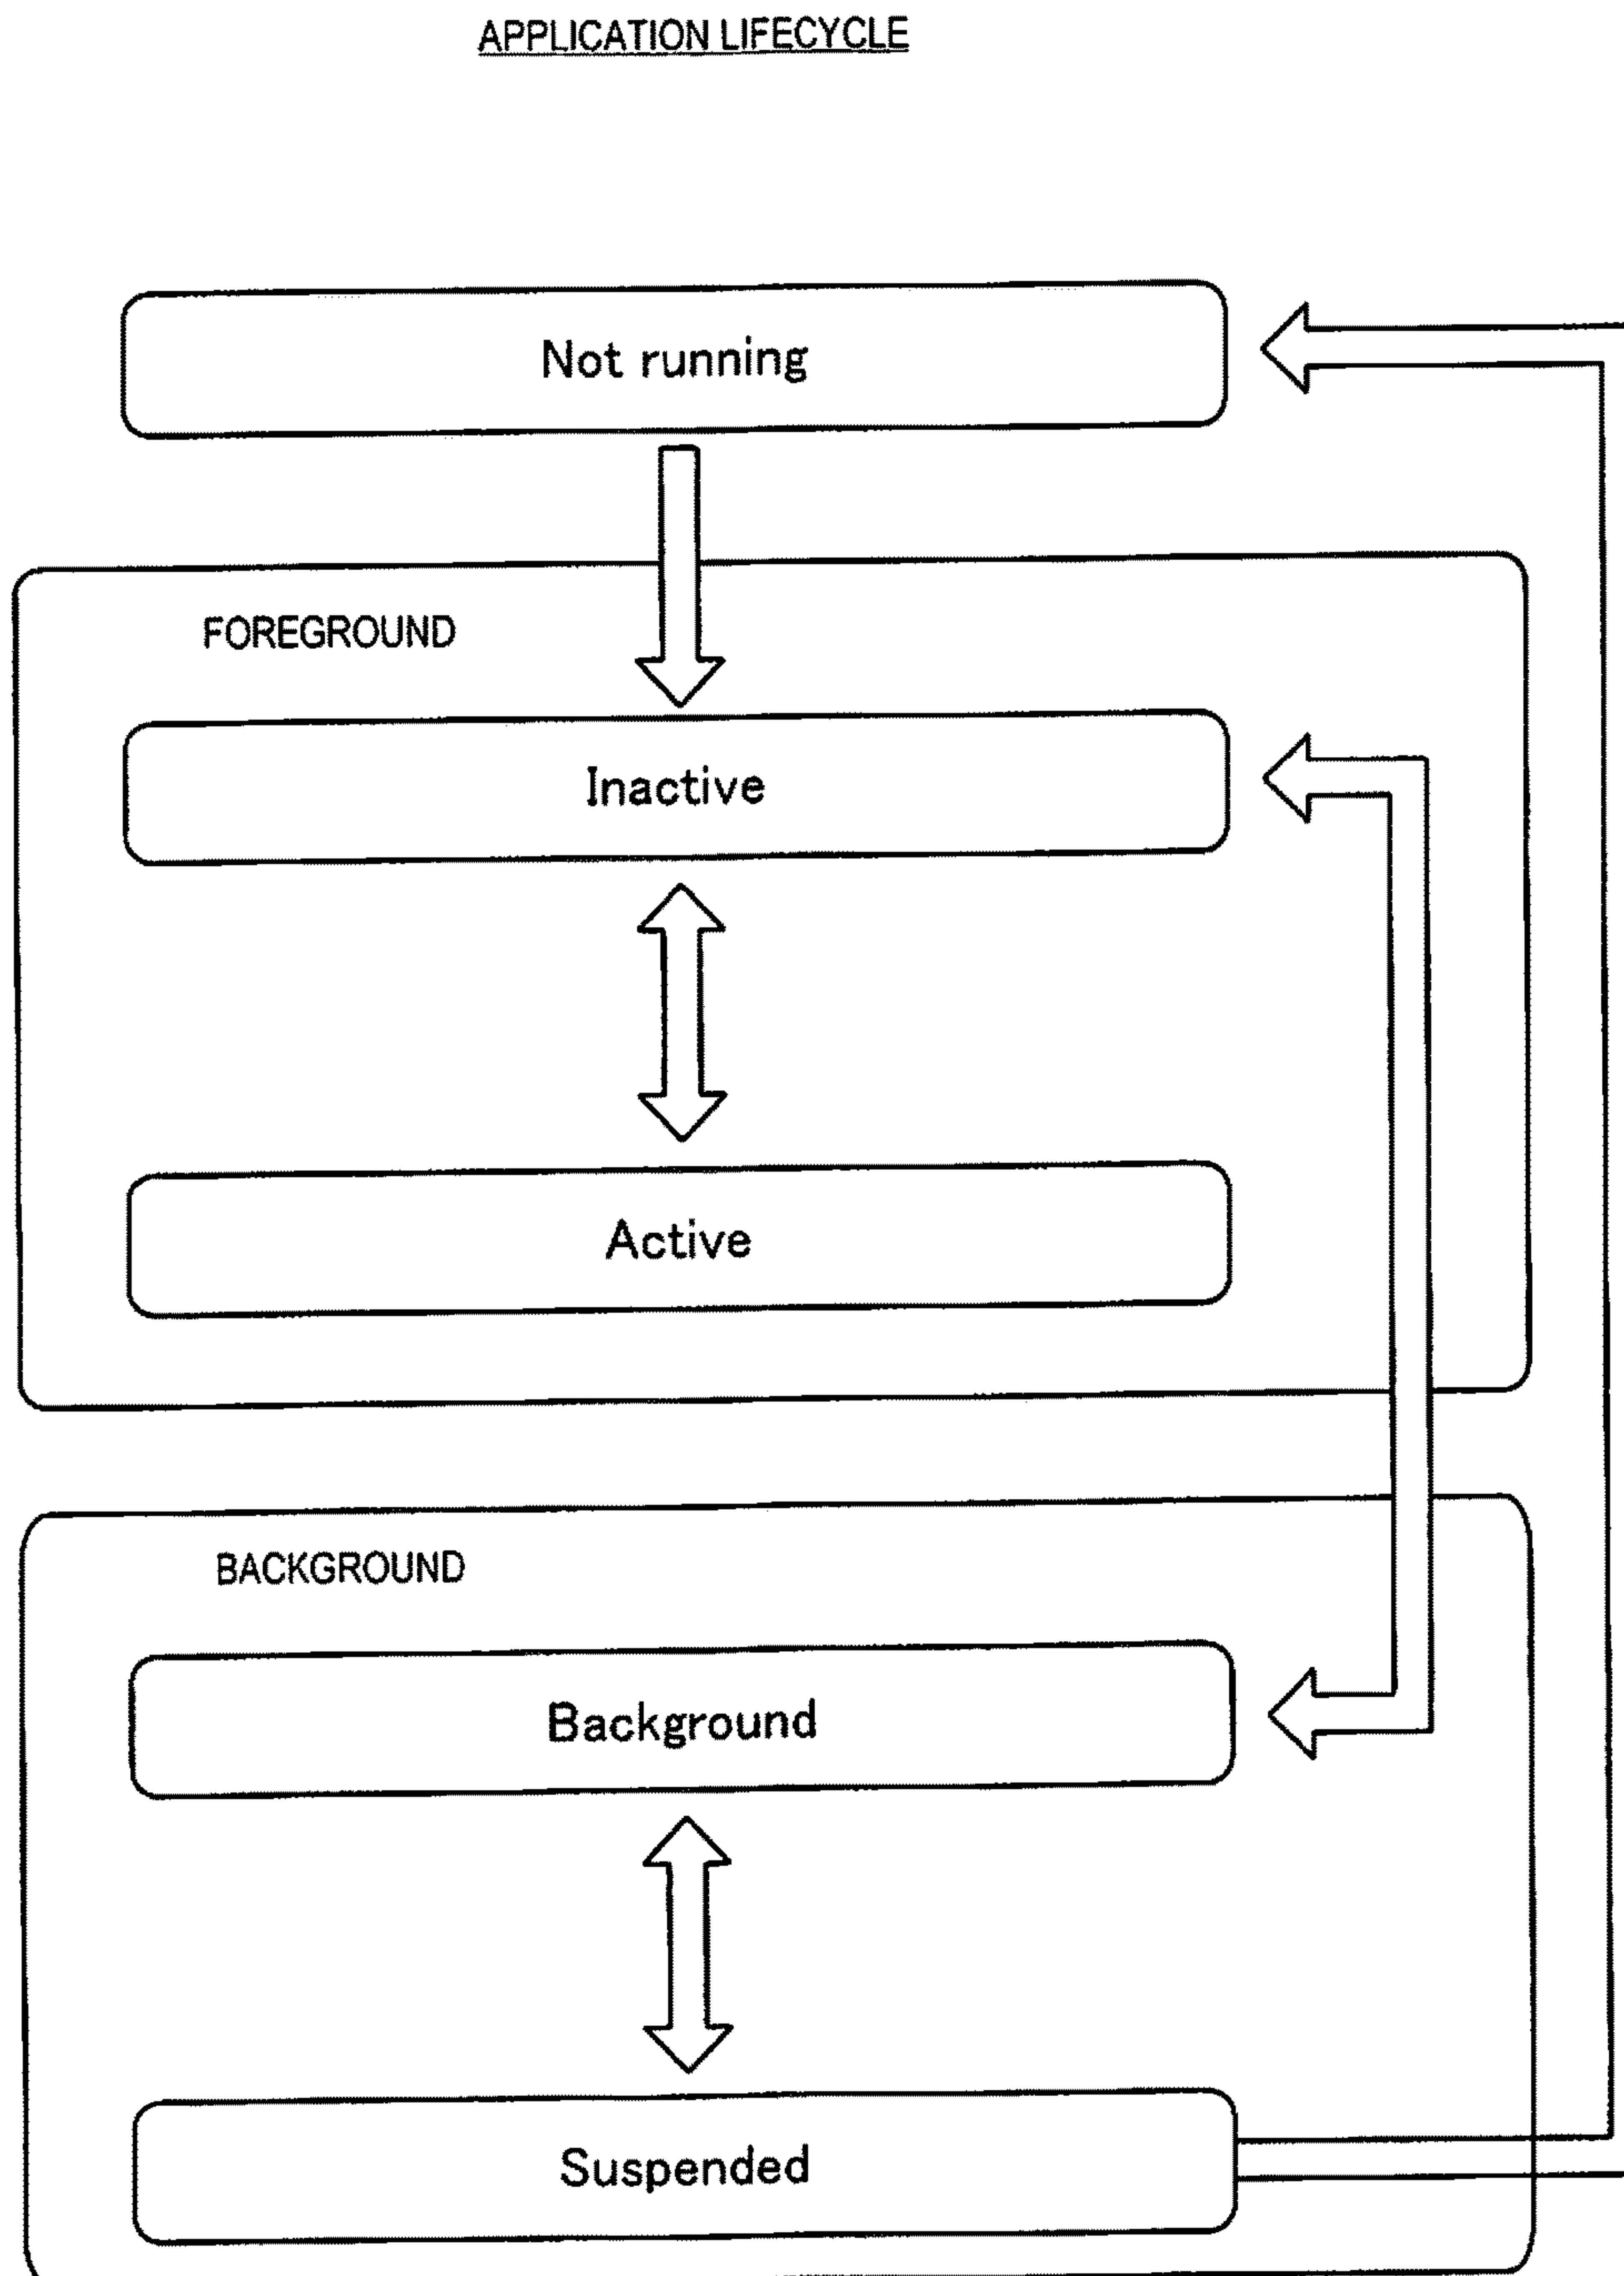 APPLICATION LIFECYCLE
Not running
FOREGROUND
Inactive
Active
BACKGROUND
Background
Suspended